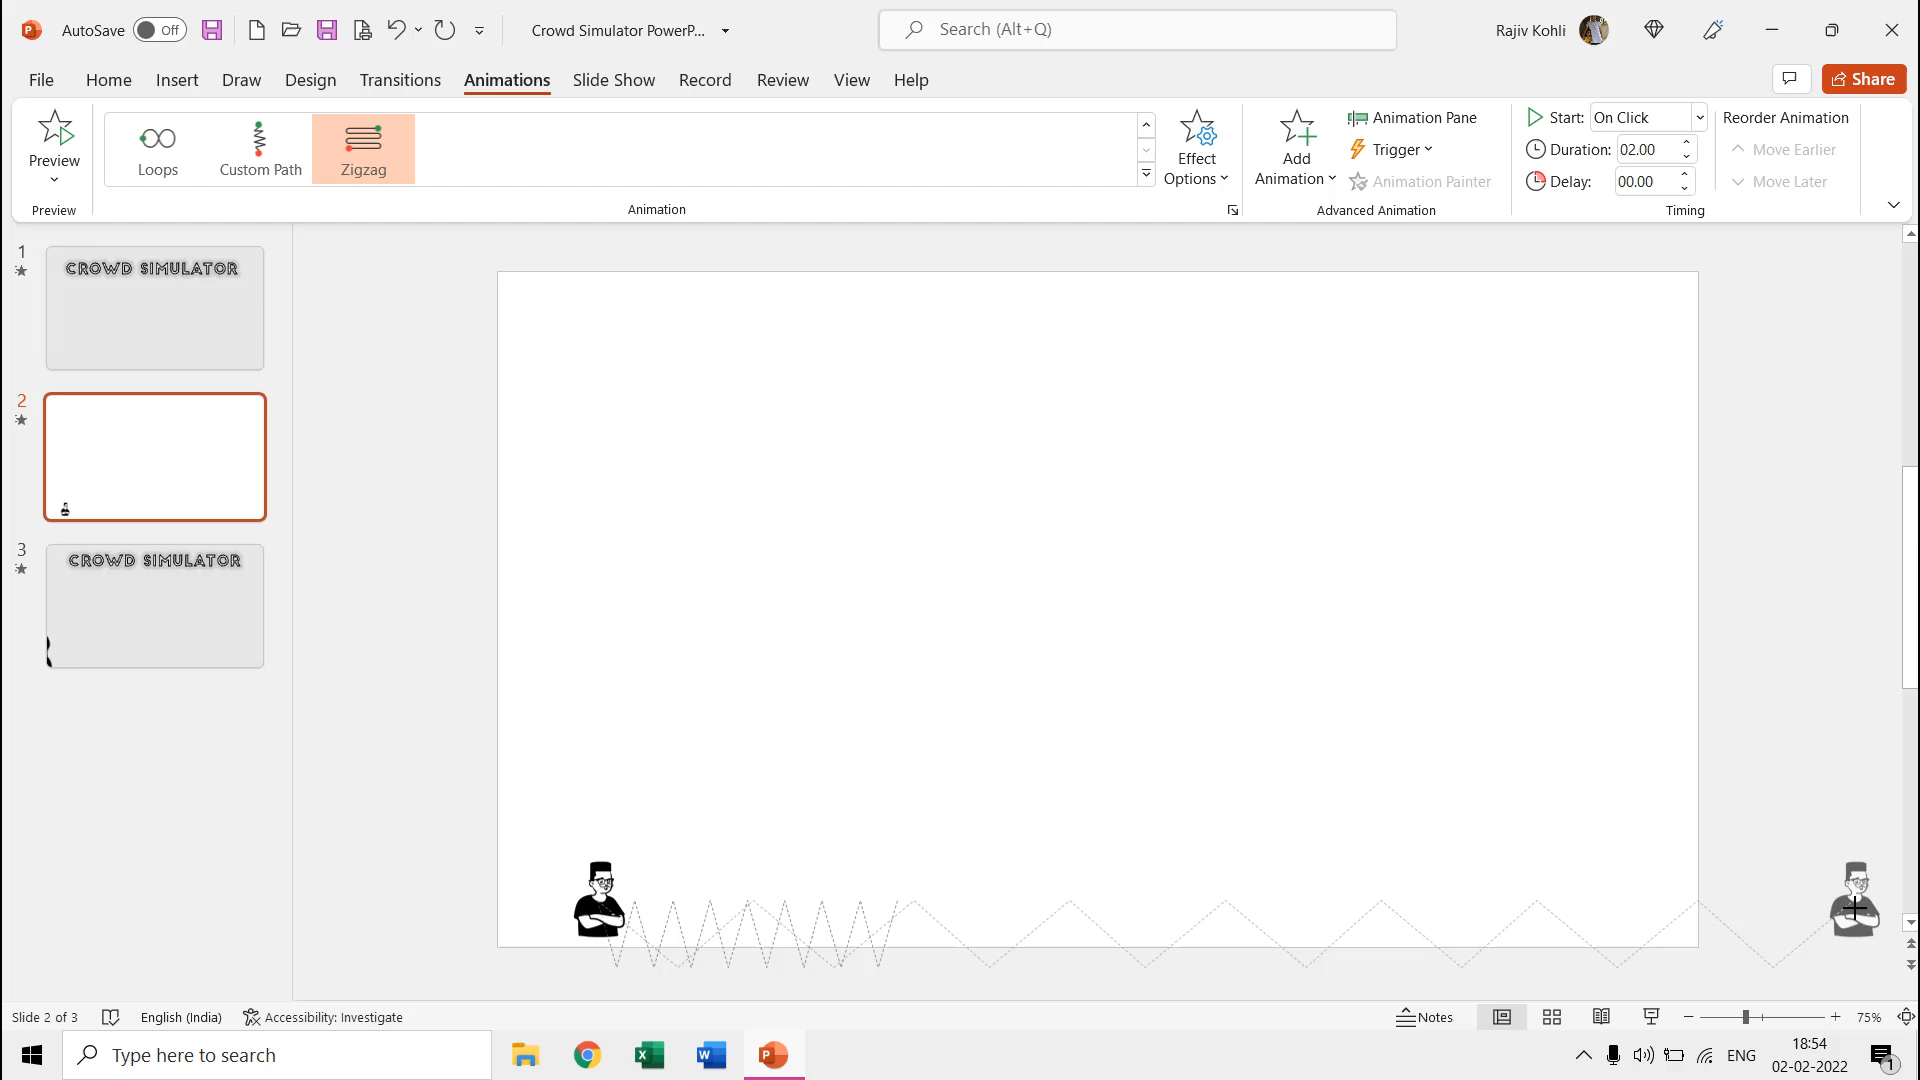 AutoSave Off Crowd Simulator PowerP... Search (Alt+Q) Rajiv Kohli
File Home Insert Draw Design Transitions Animations Slide Show Record Review View Help Share
Preview
Preview
Loops
Custom Path
Zigzag
Animation
Effect
Options
Add
Animation
Animation Pane
Trigger
Animation Painter
Advanced Animation
Start: On Click
Duration: 02.00
Delay: 00.00
Timing
Reorder Animation
Move Earlier
Move Later
1
CROWD SIMULATOR
2
3
CROWD SIMULATOR
Slide 2 of 3 English (India) Accessibility: Investigate Notes 75%
Type here to search
ENG
18:54
02-02-2022
1